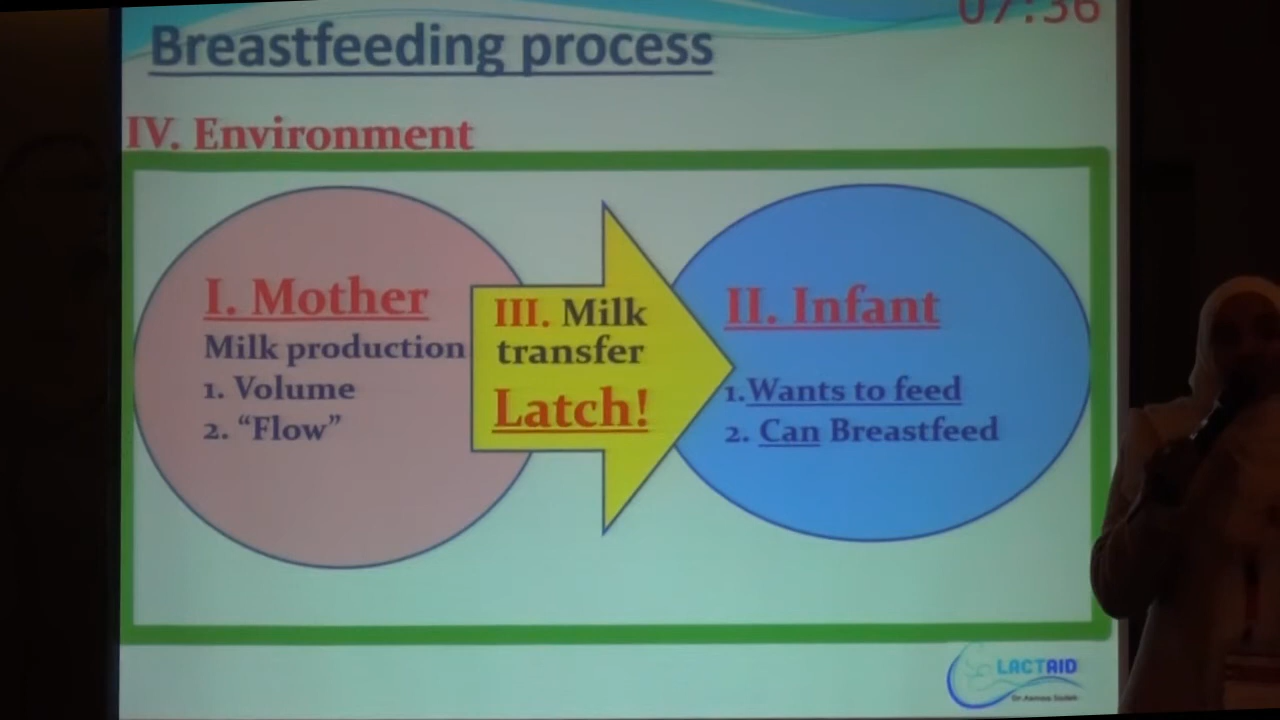 07:36
Breastfeeding process
IV. Environment
I. Mother
Milk production
1. Volume
2. “Flow”
III. Milk
transfer
Latch!
II. Infant
1.Wants to feed
2. Can Breastfeed
LACTAID